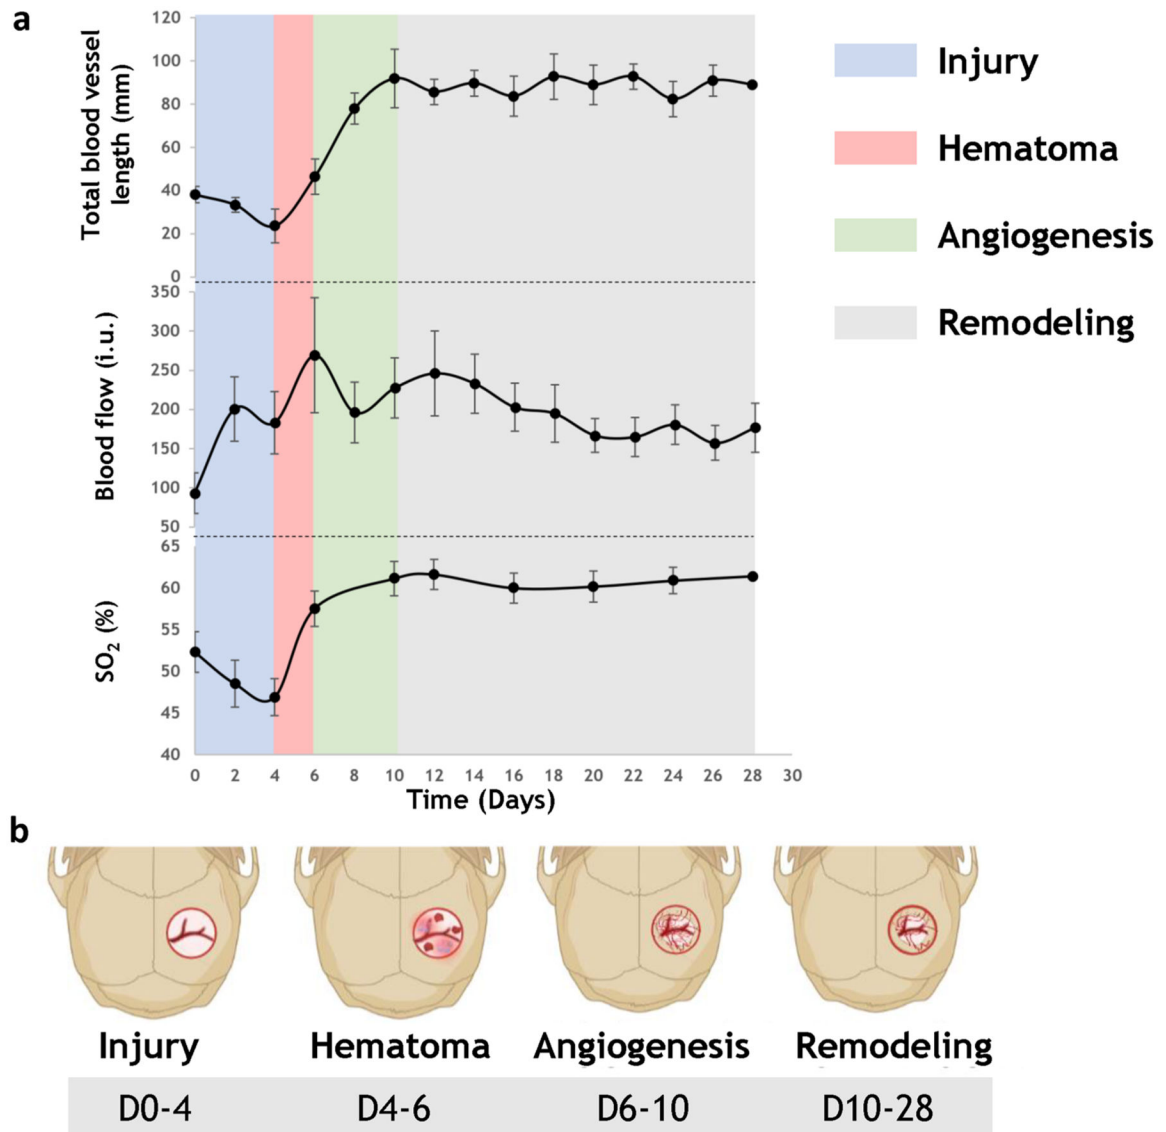 a
Total blood vessel
length (mm)
120
100
80
60
40
20
0
Blood flow (i.u.)
350
300
250
200
150
100
50
SO₂ (%)
65
60
55
50
45
40
0 2 4 6 8 10 12 14 16 18 20 22 24 26 28 30
Time (Days)
Injury
Hematoma
Angiogenesis
Remodeling
b
Injury Hematoma Angiogenesis Remodeling
D0-4 D4-6 D6-10 D10-28